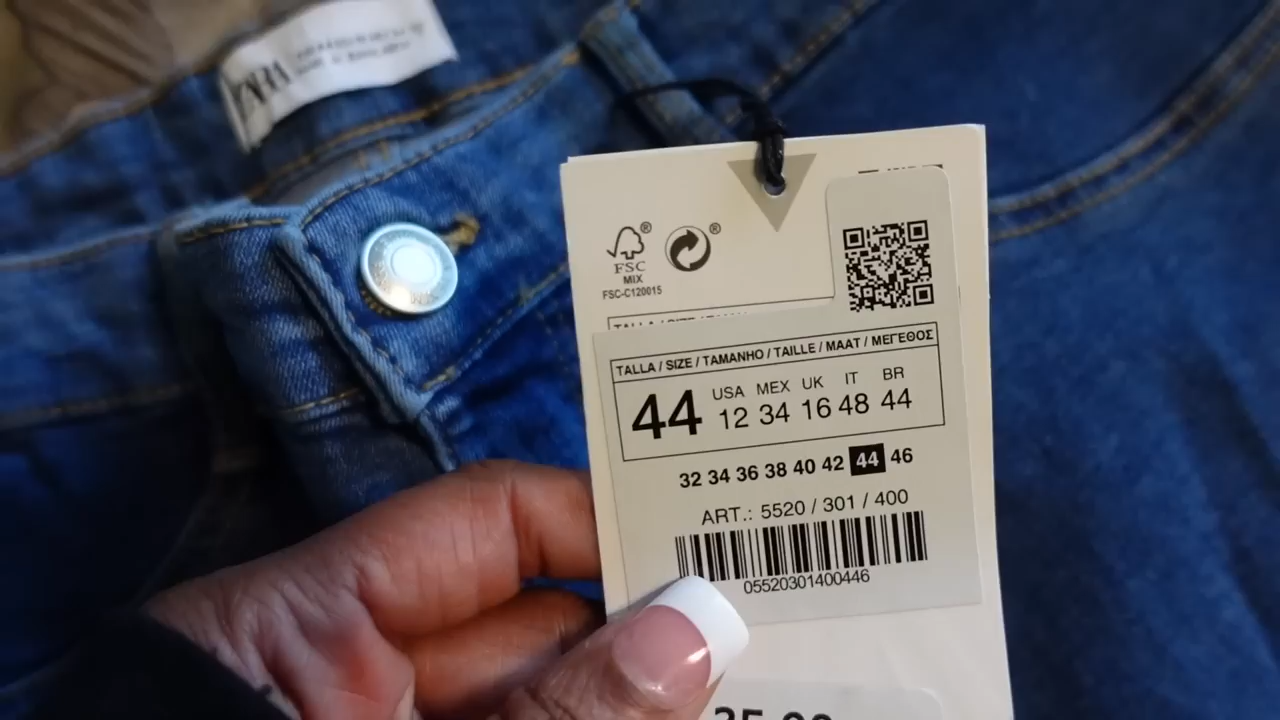 ZARA
FSC
MIX
FSC-C120015
TALLA / SIZE / TAMANHO / TAILLE / MAAT / ΜΕΓΕΘΟΣ
44
USA MEX UK IT BR
12 34 16 48 44
32 34 36 38 40 42 44 46
ART.: 5520 / 301 / 400
05520301400446